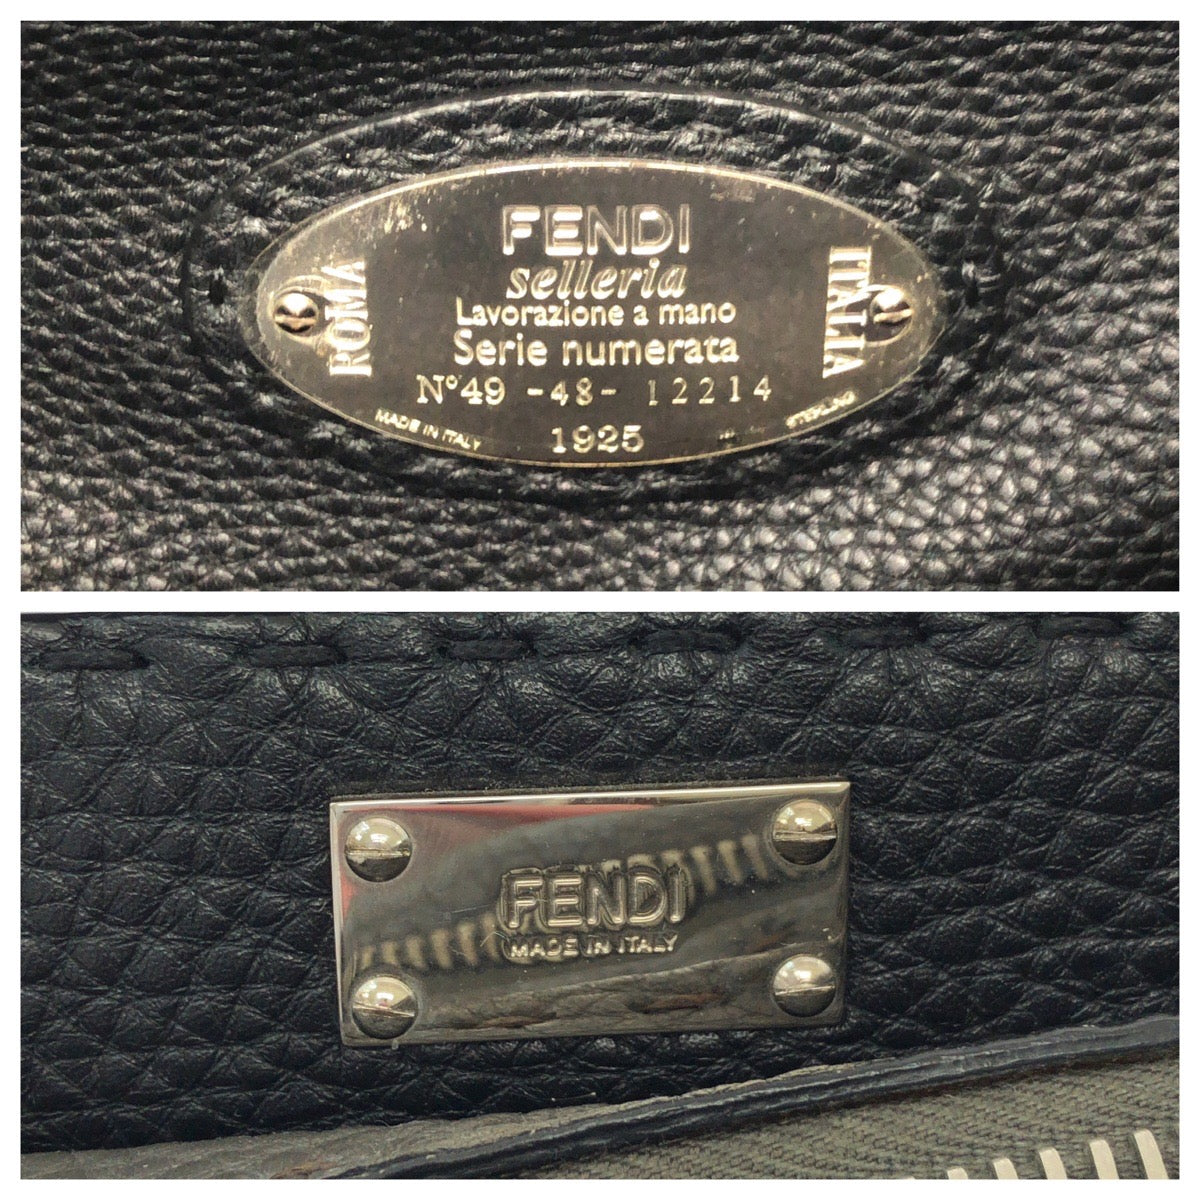 FENDI
selleria
Lavorazione a mano
Serie numerata
N° 49 -48- 12214
1925
ROMA
ITALIA
MADE IN ITALY
STERLING
FENDI
MADE IN ITALY